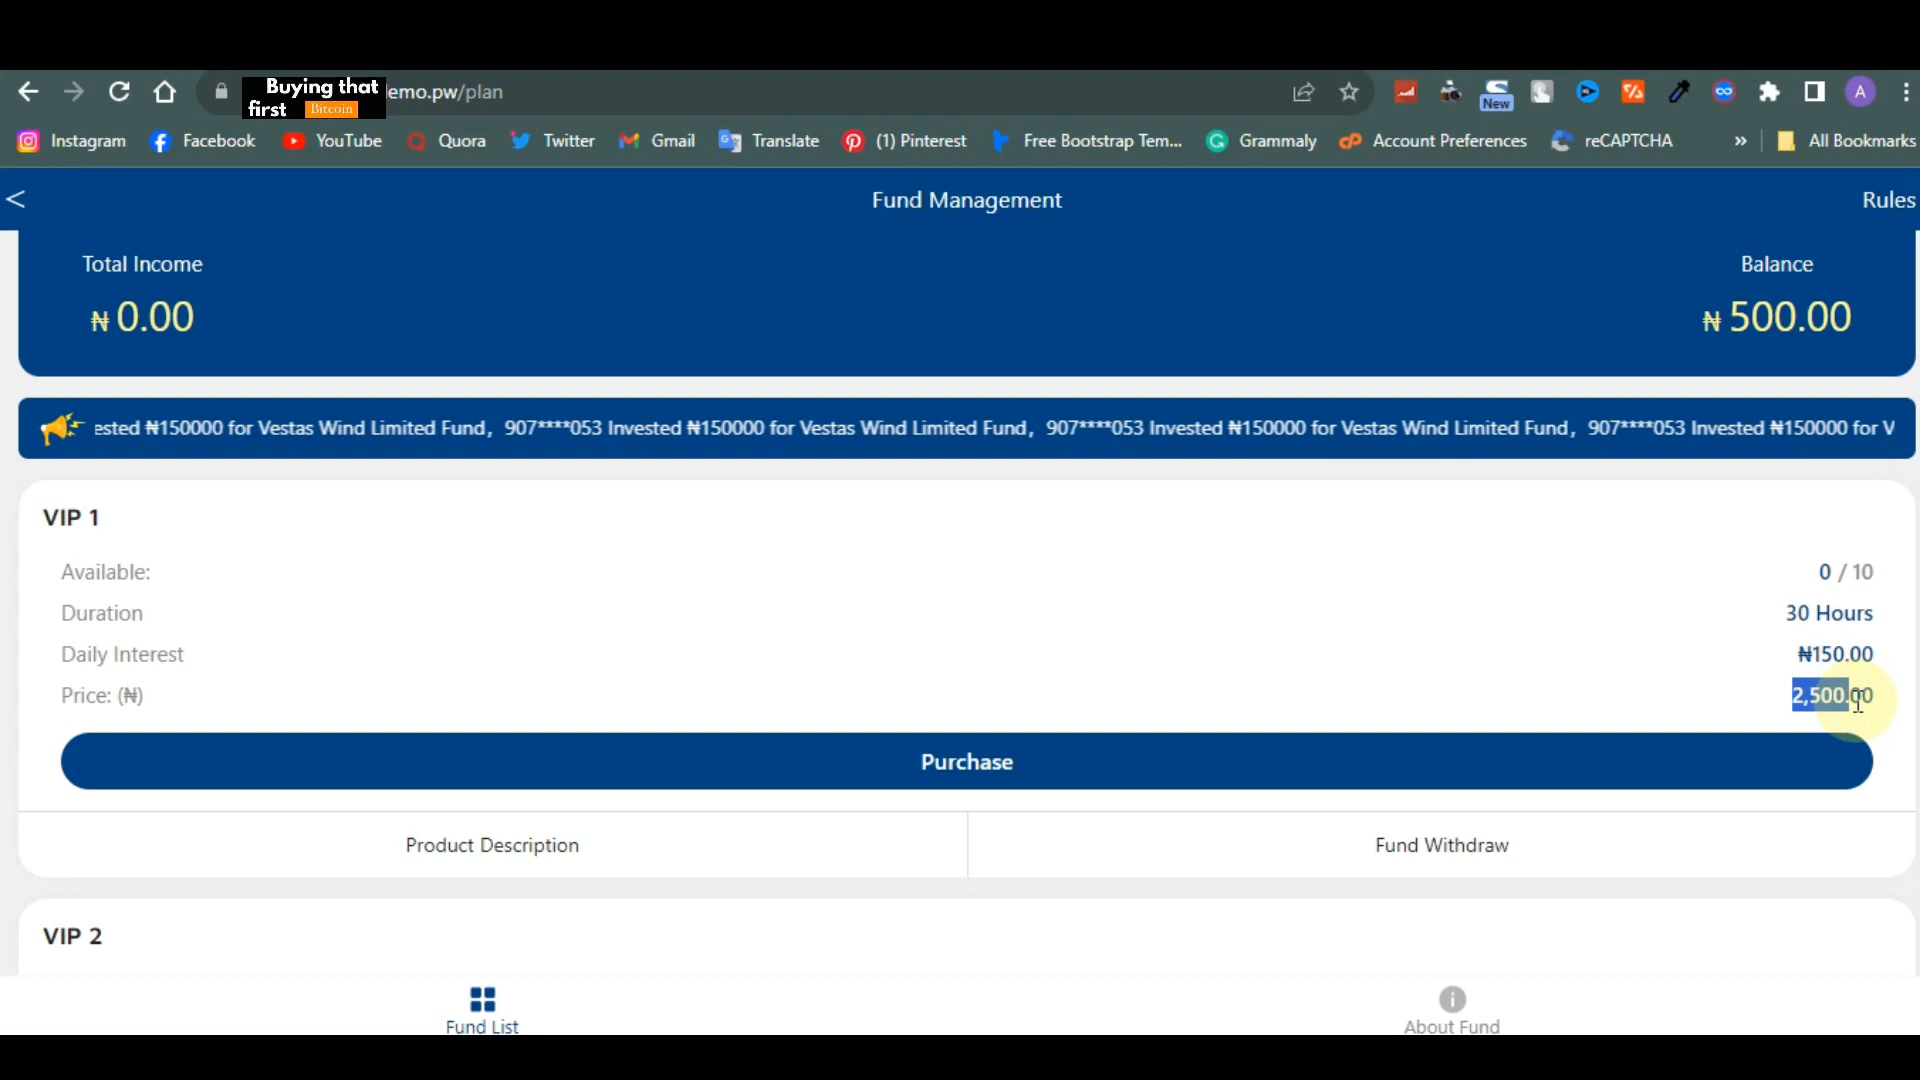 Buying that
first Bitcoin
emo.pw/plan
New
A
Instagram Facebook YouTube Quora Twitter Gmail Translate (1) Pinterest Free Bootstrap Tem... Grammaly Account Preferences reCAPTCHA » All Bookmarks
< Fund Management Rules
Total Income Balance
₦ 0.00 ₦ 500.00
ested ₦150000 for Vestas Wind Limited Fund, 907****053 Invested ₦150000 for Vestas Wind Limited Fund, 907****053 Invested ₦150000 for Vestas Wind Limited Fund, 907****053 Invested ₦150000 for V
VIP 1
Available: 0 / 10
Duration 30 Hours
Daily Interest ₦150.00
Price: (₦) 2,500.00
Purchase
Product Description Fund Withdraw
VIP 2
Fund List About Fund